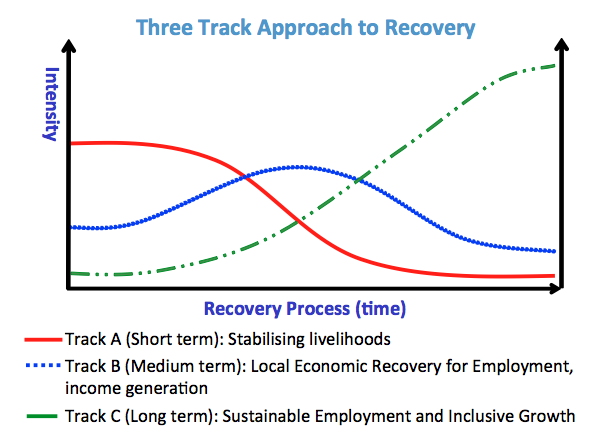 Three Track Approach to Recovery
Intensity
Recovery Process (time)
Track A (Short term): Stabilising livelihoods
Track B (Medium term): Local Economic Recovery for Employment,
income generation
Track C (Long term): Sustainable Employment and Inclusive Growth